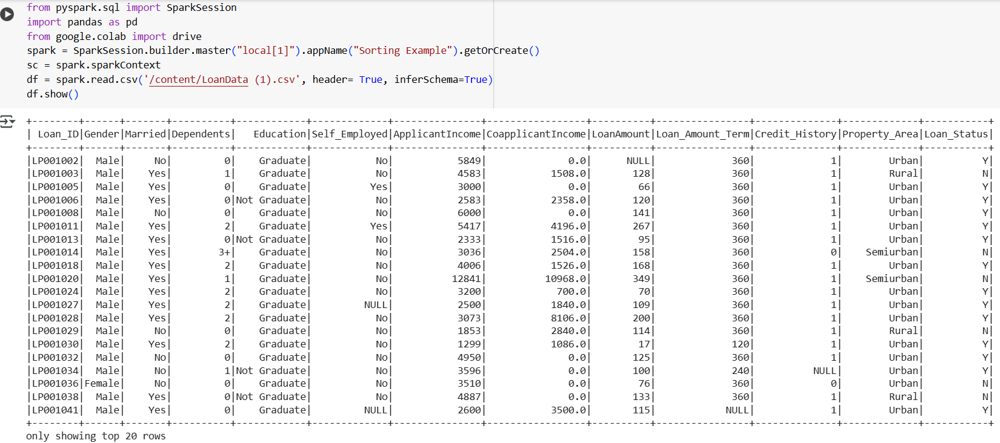 from pyspark.sql import SparkSession
import pandas as pd
from google.colab import drive
spark = SparkSession.builder.master("local[1]").appName("Sorting Example").getOrCreate()
sc = spark.sparkContext
df = spark.read.csv('/content/LoanData (1).csv', header= True, inferSchema=True)
df.show()
+---------+------+-------+----------+------------+-------------+---------------+-----------------+----------+----------------+--------------+-------------+-----------+
|  Loan_ID|Gender|Married|Dependents|   Education|Self_Employed|ApplicantIncome|CoapplicantIncome|LoanAmount|Loan_Amount_Term|Credit_History|Property_Area|Loan_Status|
+---------+------+-------+----------+------------+-------------+---------------+-----------------+----------+----------------+--------------+-------------+-----------+
|LP001002|  Male|     No|         0|    Graduate|           No|           5849|              0.0|      NULL|             360|             1|        Urban|          Y|
|LP001003|  Male|    Yes|         1|    Graduate|           No|           4583|           1508.0|       128|             360|             1|        Rural|          N|
|LP001005|  Male|    Yes|         0|    Graduate|          Yes|           3000|              0.0|        66|             360|             1|        Urban|          Y|
|LP001006|  Male|    Yes|         0|Not Graduate|           No|           2583|           2358.0|       120|             360|             1|        Urban|          Y|
|LP001008|  Male|     No|         0|    Graduate|           No|           6000|              0.0|       141|             360|             1|        Urban|          Y|
|LP001011|  Male|    Yes|         2|    Graduate|          Yes|           5417|           4196.0|       267|             360|             1|        Urban|          Y|
|LP001013|  Male|    Yes|         0|Not Graduate|           No|           2333|           1516.0|        95|             360|             1|        Urban|          Y|
|LP001014|  Male|    Yes|        3+|    Graduate|           No|           3036|           2504.0|       158|             360|             0|    Semiurban|          N|
|LP001018|  Male|    Yes|         2|    Graduate|           No|           4006|           1526.0|       168|             360|             1|        Urban|          Y|
|LP001020|  Male|    Yes|         1|    Graduate|           No|          12841|          10968.0|       349|             360|             1|    Semiurban|          N|
|LP001024|  Male|    Yes|         2|    Graduate|           No|           3200|            700.0|        70|             360|             1|        Urban|          Y|
|LP001027|  Male|    Yes|         2|    Graduate|         NULL|           2500|           1840.0|       109|             360|             1|        Urban|          Y|
|LP001028|  Male|    Yes|         2|    Graduate|           No|           3073|           8106.0|       200|             360|             1|        Urban|          Y|
|LP001029|  Male|     No|         0|    Graduate|           No|           1853|           2840.0|       114|             360|             1|        Rural|          N|
|LP001030|  Male|    Yes|         2|    Graduate|           No|           1299|           1086.0|        17|             120|             1|        Urban|          Y|
|LP001032|  Male|     No|         0|    Graduate|           No|           4950|              0.0|       125|             360|             1|        Urban|          Y|
|LP001034|  Male|     No|         1|Not Graduate|           No|           3596|              0.0|       100|             240|          NULL|        Urban|          Y|
|LP001036|Female|     No|         0|    Graduate|           No|           3510|              0.0|        76|             360|             0|        Urban|          N|
|LP001038|  Male|    Yes|         0|Not Graduate|           No|           4887|              0.0|       133|             360|             1|        Rural|          N|
|LP001041|  Male|    Yes|         0|    Graduate|         NULL|           2600|           3500.0|       115|            NULL|             1|        Urban|          Y|
+---------+------+-------+----------+------------+-------------+---------------+-----------------+----------+----------------+--------------+-------------+-----------+
only showing top 20 rows